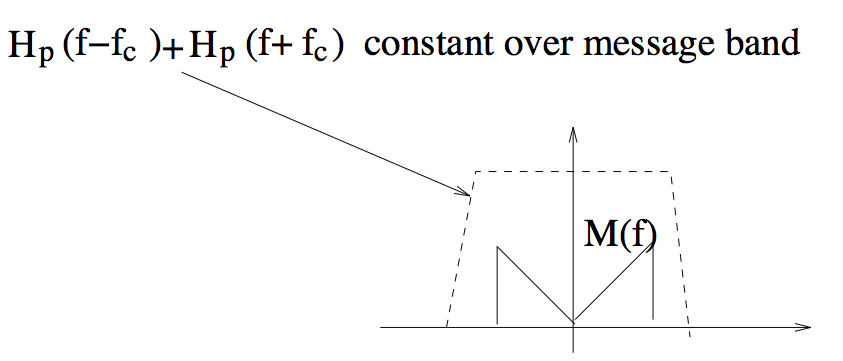 Hp (f−fc )+Hp (f+ fc) constant over message band
M(f)